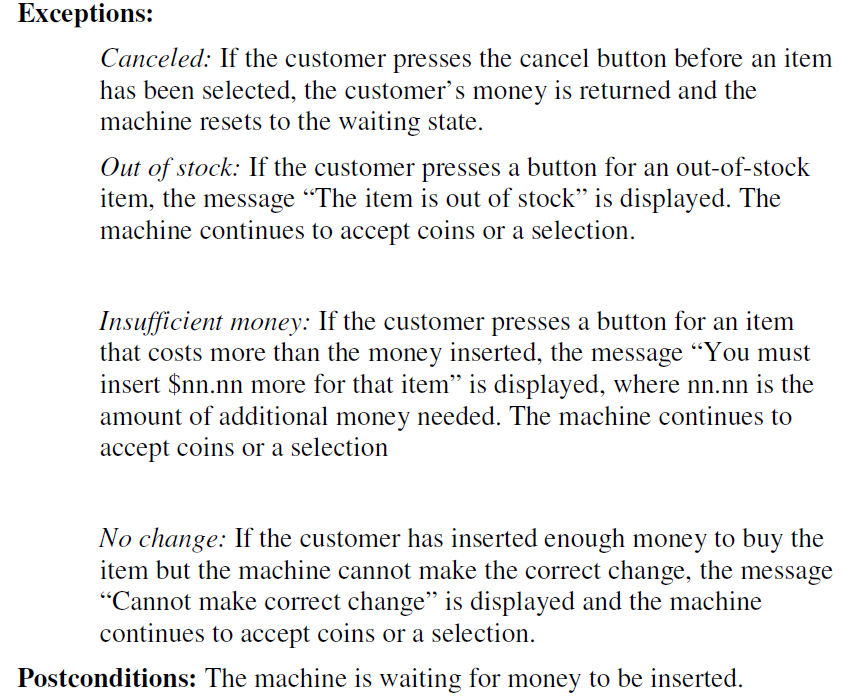 Exceptions:
Canceled: If the customer presses the cancel button before an item
has been selected, the customer’s money is returned and the
machine resets to the waiting state.
Out of stock: If the customer presses a button for an out-of-stock
item, the message “The item is out of stock” is displayed. The
machine continues to accept coins or a selection.
Insufficient money: If the customer presses a button for an item
that costs more than the money inserted, the message “You must
insert $nn.nn more for that item” is displayed, where nn.nn is the
amount of additional money needed. The machine continues to
accept coins or a selection
No change: If the customer has inserted enough money to buy the
item but the machine cannot make the correct change, the message
“Cannot make correct change” is displayed and the machine
continues to accept coins or a selection.
Postconditions: The machine is waiting for money to be inserted.